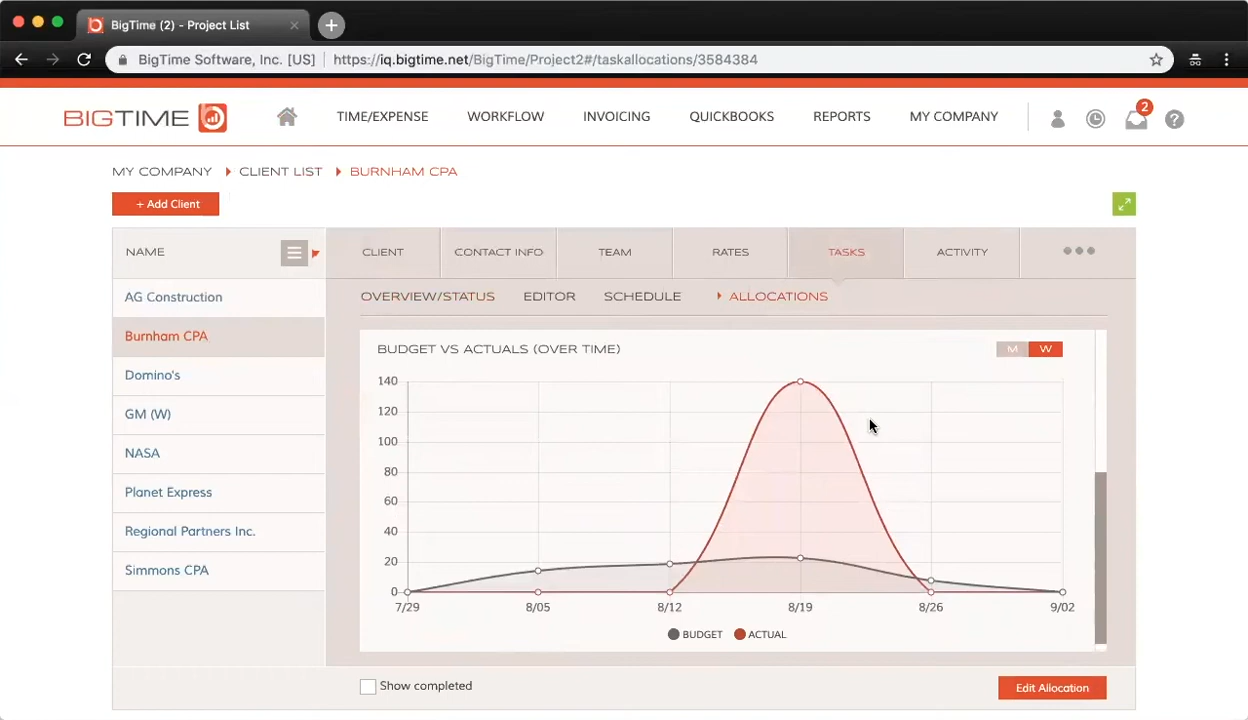 BigTime (2) - Project List
BigTime Software, Inc. [US] https://iq.bigtime.net/BigTime/Project2#/taskallocations/3584384
BIGTIME TIME/EXPENSE WORKFLOW INVOICING QUICKBOOKS REPORTS MY COMPANY 2 ?
MY COMPANY CLIENT LIST BURNHAM CPA
+ Add Client
NAME CLIENT CONTACT INFO TEAM RATES TASKS ACTIVITY
OVERVIEW/STATUS EDITOR SCHEDULE ALLOCATIONS
AG Construction
Burnham CPA
Domino's
GM (W)
NASA
Planet Express
Regional Partners Inc.
Simmons CPA
BUDGET VS ACTUALS (OVER TIME) M W
140
120
100
80
60
40
20
0
7/29 8/05 8/12 8/19 8/26 9/02
BUDGET ACTUAL
Show completed Edit Allocation